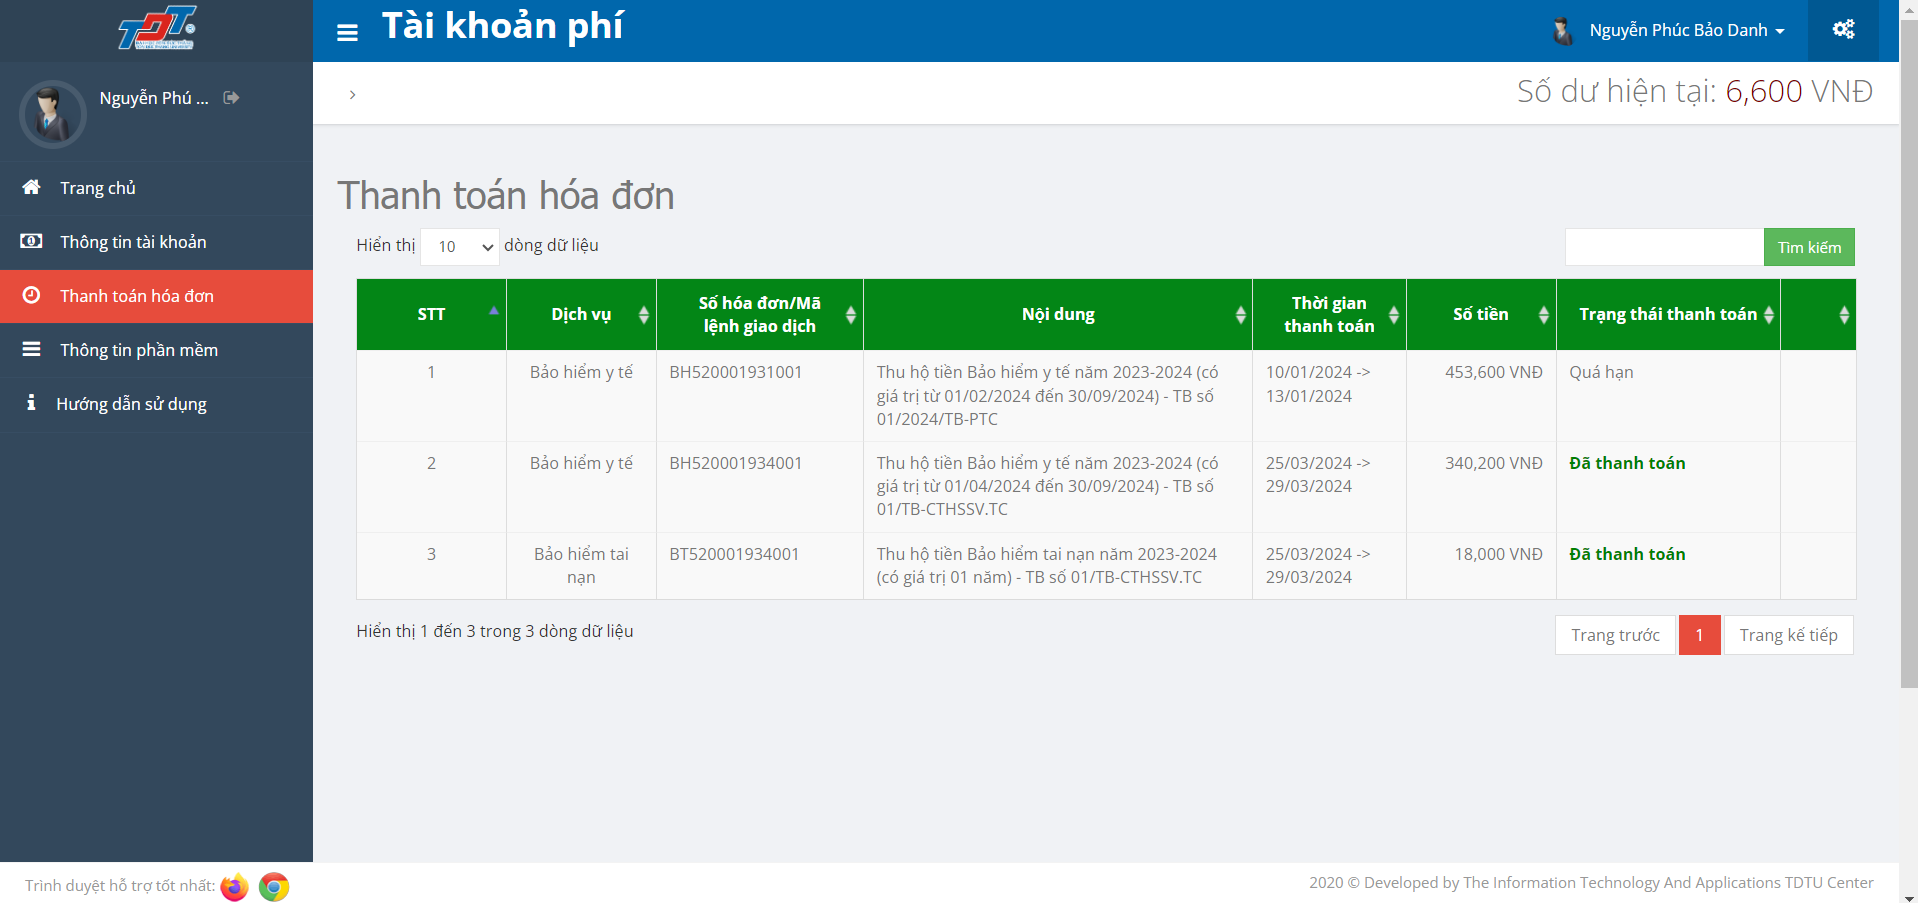 TDT
Tài khoản phí
Nguyễn Phúc Bảo Danh
Nguyễn Phú ...
Số dư hiện tại: 6,600 VNĐ
Trang chủ
Thông tin tài khoản
Thanh toán hóa đơn
Thông tin phần mềm
Hướng dẫn sử dụng
Thanh toán hóa đơn
Hiển thị 10 dòng dữ liệu
Tìm kiếm
STT
Dịch vụ
Số hóa đơn/Mã
lệnh giao dịch
Nội dung
Thời gian
thanh toán
Số tiền
Trạng thái thanh toán
1
Bảo hiểm y tế
BH520001931001
Thu hộ tiền Bảo hiểm y tế năm 2023-2024 (có
giá trị từ 01/02/2024 đến 30/09/2024) - TB số
01/2024/TB-PTC
10/01/2024 ->
13/01/2024
453,600 VNĐ
Quá hạn
2
Bảo hiểm y tế
BH520001934001
Thu hộ tiền Bảo hiểm y tế năm 2023-2024 (có
giá trị từ 01/04/2024 đến 30/09/2024) - TB số
01/TB-CTHSSV.TC
25/03/2024 ->
29/03/2024
340,200 VNĐ
Đã thanh toán
3
Bảo hiểm tai
nạn
BT520001934001
Thu hộ tiền Bảo hiểm tai nạn năm 2023-2024
(có giá trị 01 năm) - TB số 01/TB-CTHSSV.TC
25/03/2024 ->
29/03/2024
18,000 VNĐ
Đã thanh toán
Hiển thị 1 đến 3 trong 3 dòng dữ liệu
Trang trước
1
Trang kế tiếp
Trình duyệt hỗ trợ tốt nhất:
2020 © Developed by The Information Technology And Applications TDTU Center